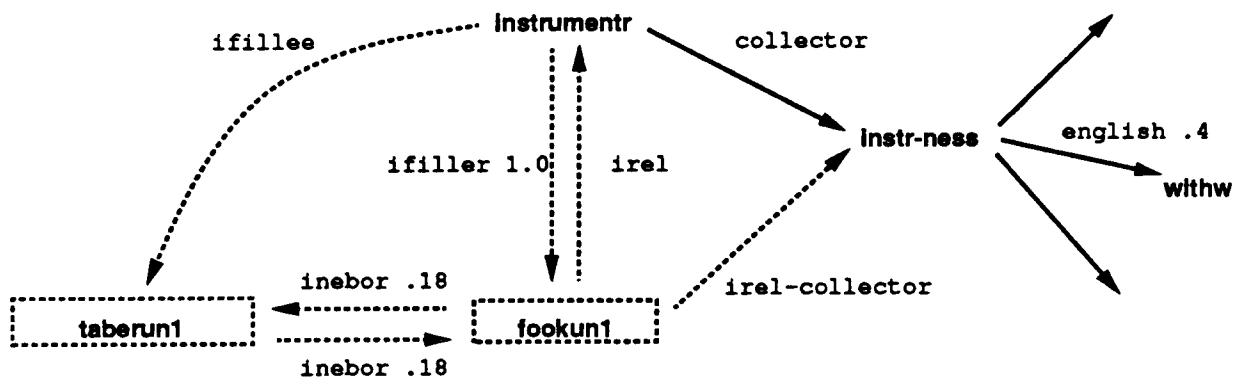 instrumentr
ifillee
collector
instr-ness
english .4
withw
ifiller 1.0
irel
inebor .18
irel-collector
taberun1
fookun1
inebor .18